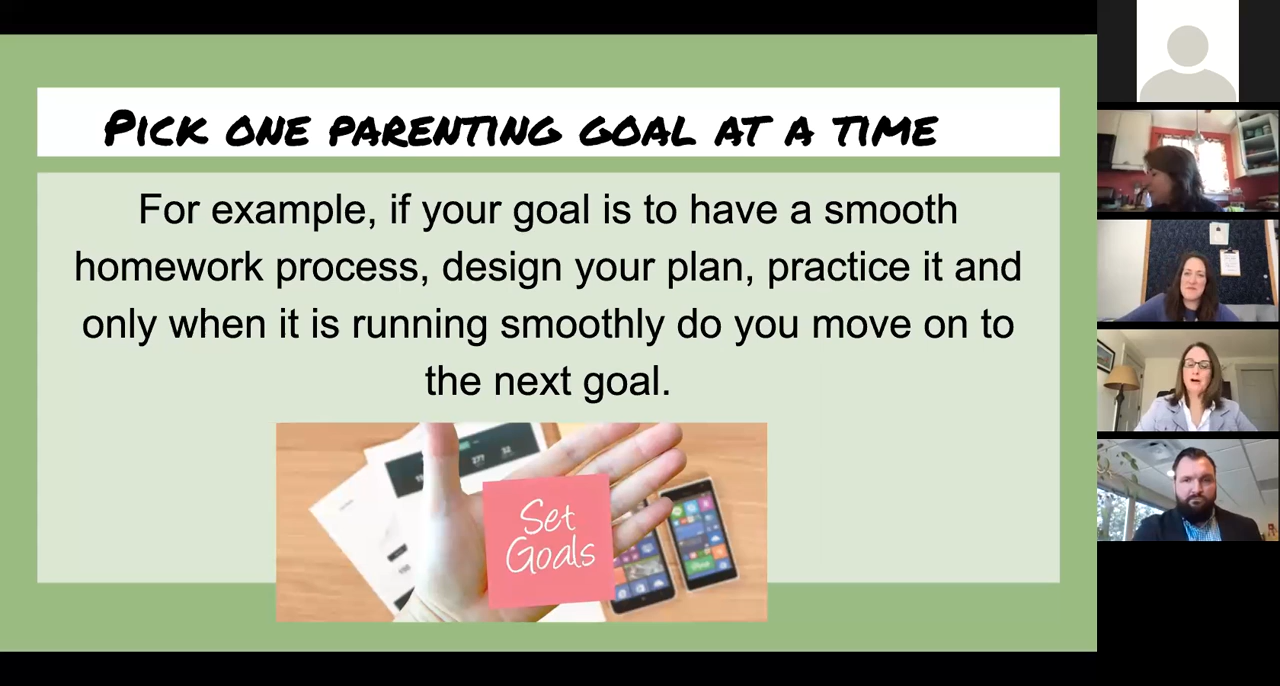 PICK ONE PARENTING GOAL AT A TIME
For example, if your goal is to have a smooth
homework process, design your plan, practice it and
only when it is running smoothly do you move on to
the next goal.
Set
Goals